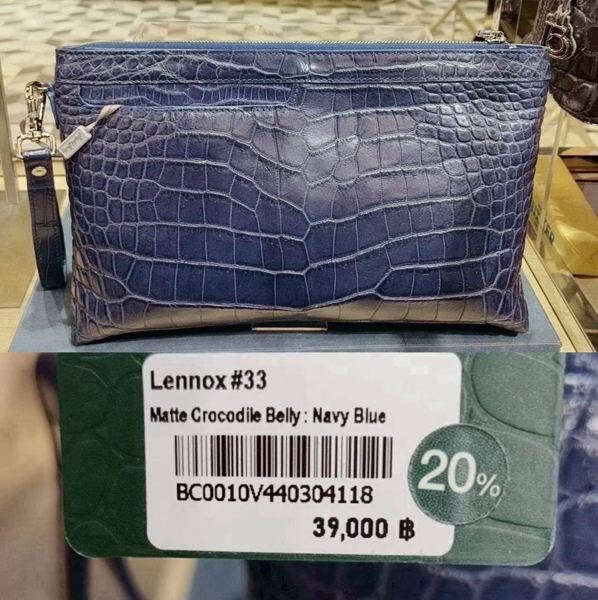 Lennox #33
Matte Crocodile Belly : Navy Blue
BC0010V440304118
20%
39,000 ฿